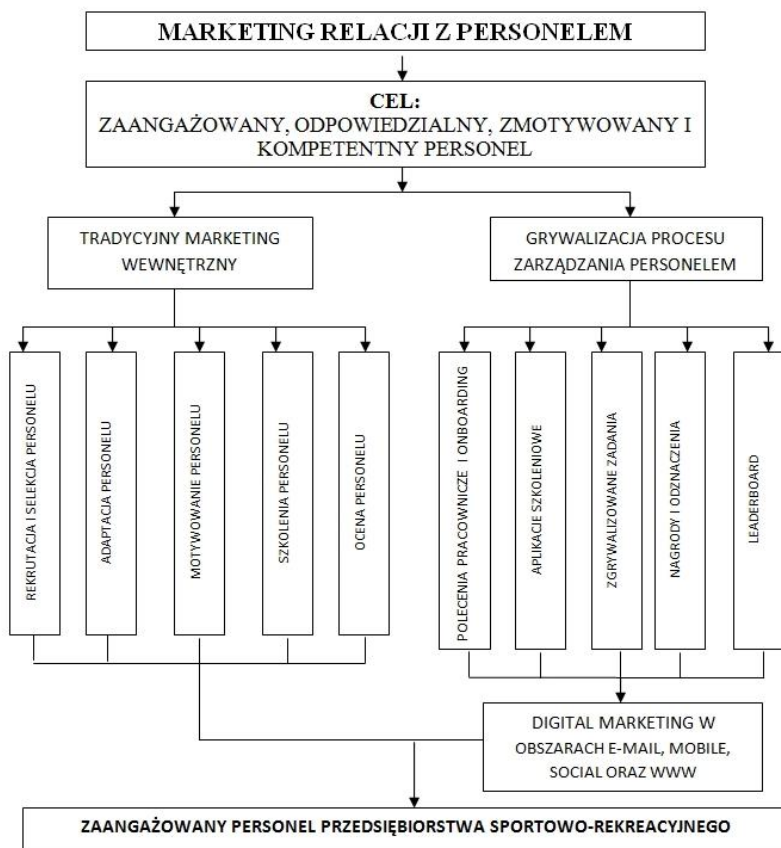 MARKETING RELACJI Z PERSONELEM
CEL:
ZAANGAŻOWANY, ODPOWIEDZIALNY, ZMOTYWOWANY I
KOMPETENTNY PERSONEL
TRADYCYJNY MARKETING
WEWNĘTRZNY
GRYWALIZACJA PROCESU
ZARZĄDZANIA PERSONELEM
REKRUTACJA I SELEKCJA PERSONELU
ADAPTACJA PERSONELU
MOTYWOWANIE PERSONELU
SZKOLENIA PERSONELU
OCENA PERSONELU
POLECENIA PRACOWNICZE I ONBOARDING
APLIKACJE SZKOLENIOWE
ZGRYWALIZOWANE ZADANIA
NAGRODY I ODZNACZENIA
LEADERBOARD
DIGITAL MARKETING W
OBSZARACH E-MAIL, MOBILE,
SOCIAL ORAZ WWW
ZAANGAŻOWANY PERSONEL PRZEDSIĘBIORSTWA SPORTOWO-REKREACYJNEGO